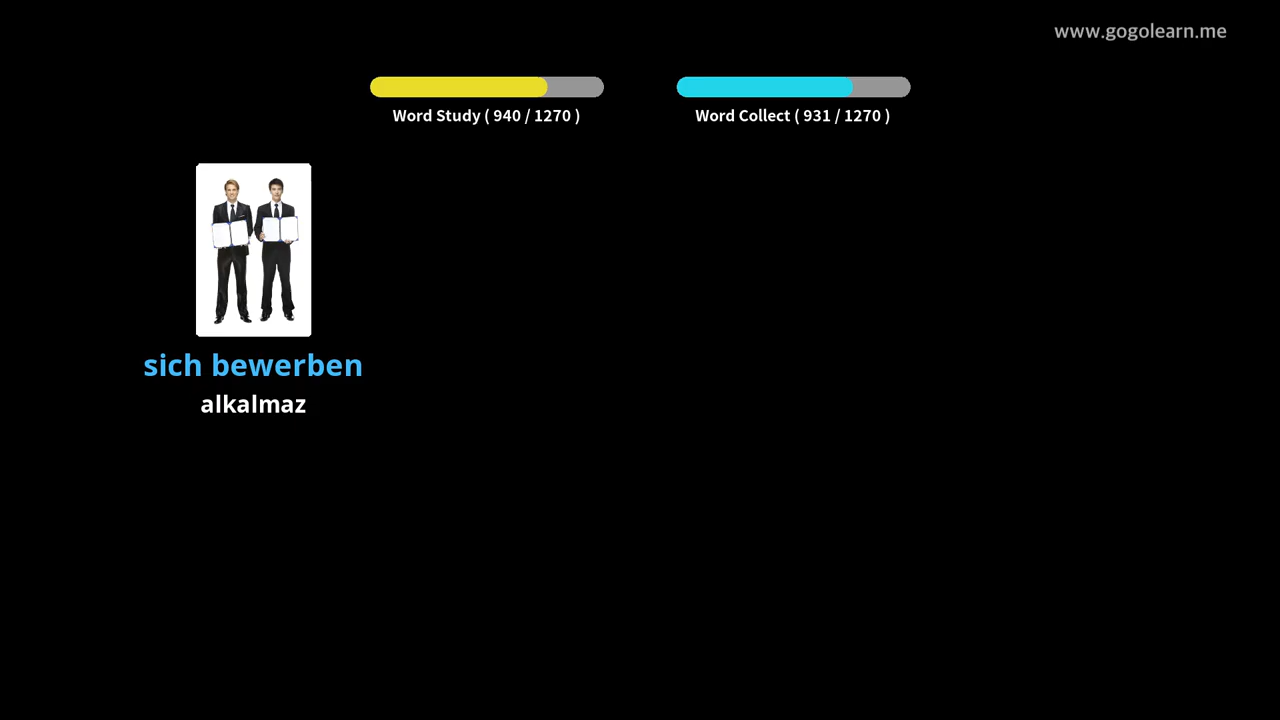 www.gogolearn.me
Word Study ( 940 / 1270 )
Word Collect ( 931 / 1270 )
sich bewerben
alkalmaz